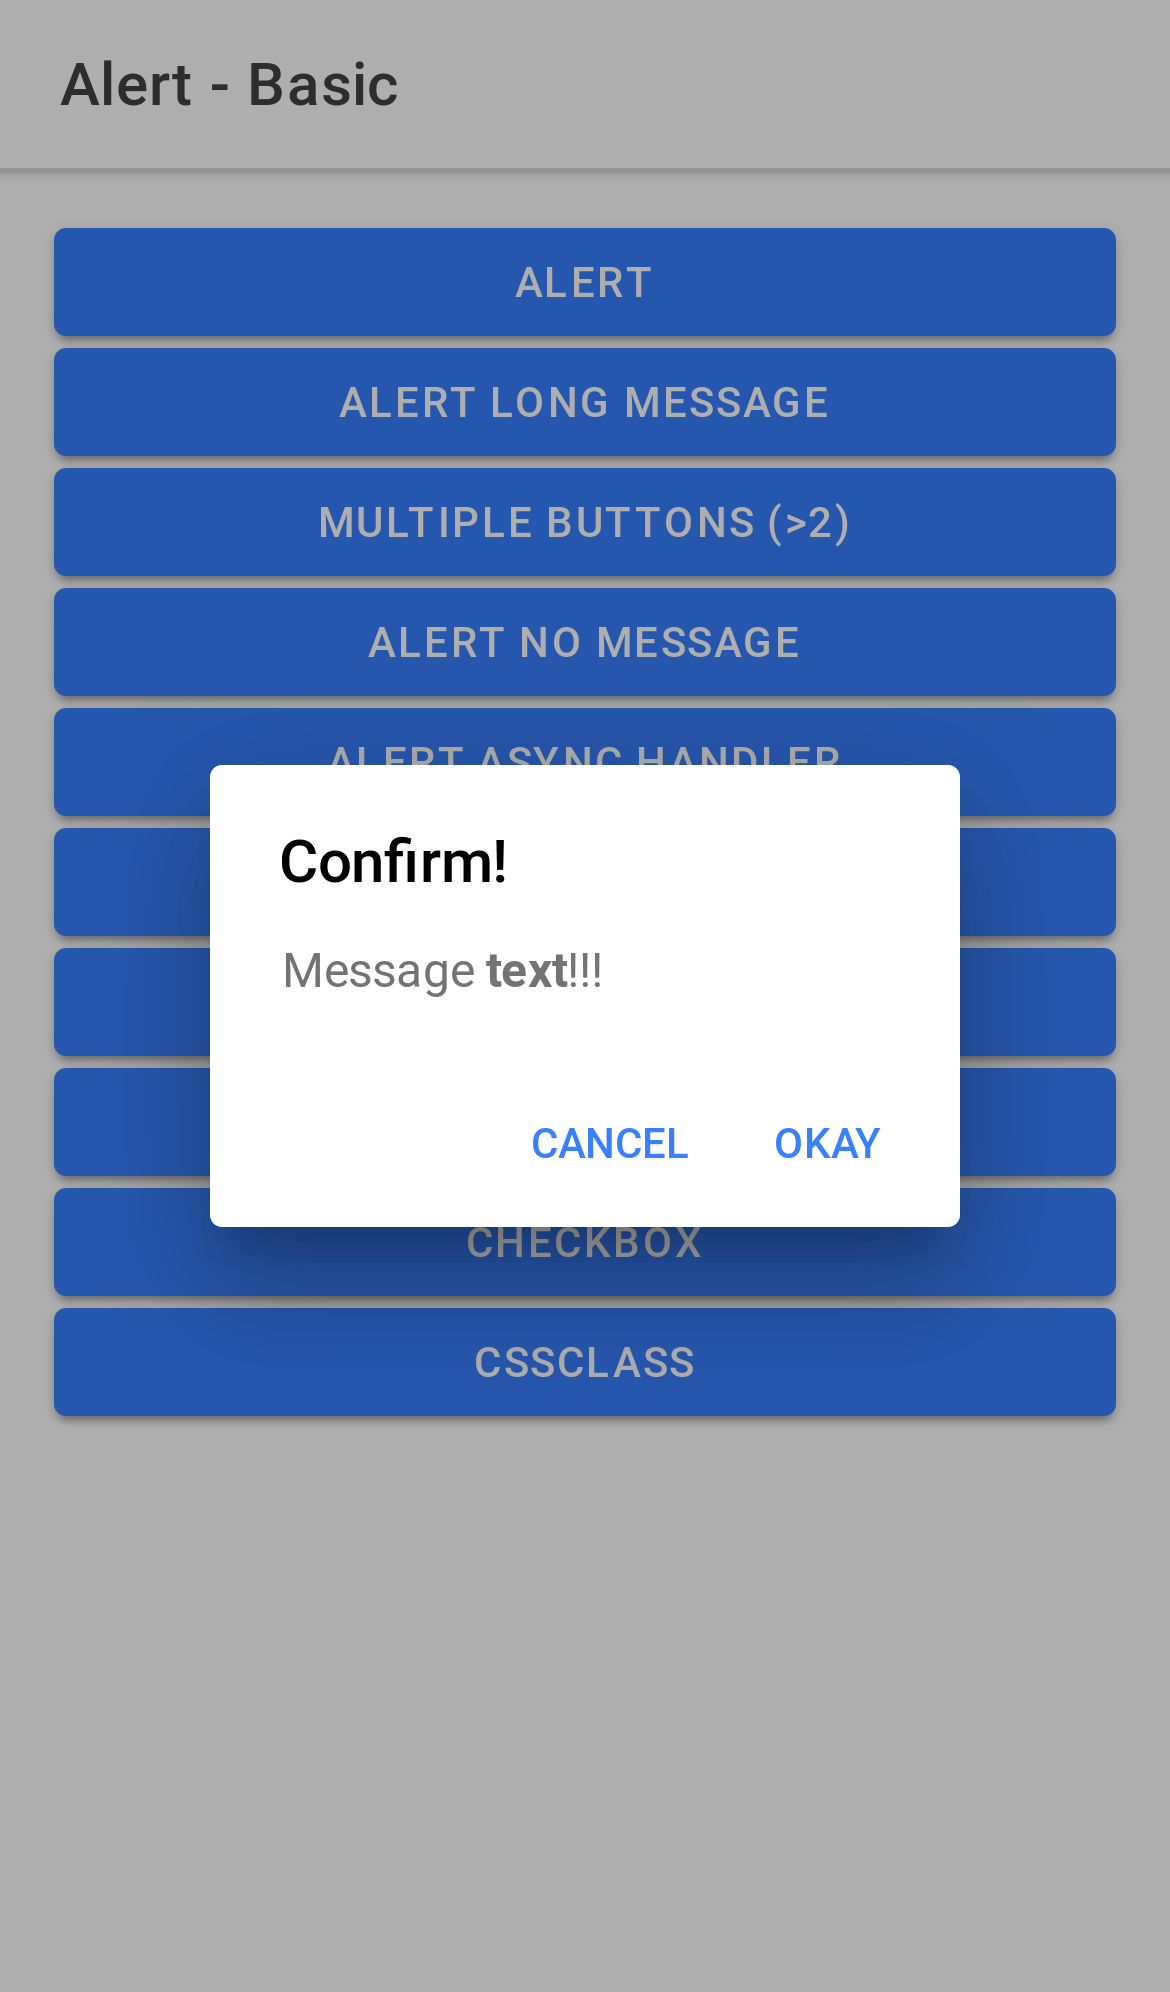 Alert - Basic
ALERT
ALERT LONG MESSAGE
MULTIPLE BUTTONS (>2)
ALERT NO MESSAGE
ALERT ASYNC HANDLER
Confirm!
Message text!!!
CANCEL OKAY
CHECKBOX
CSSCLASS